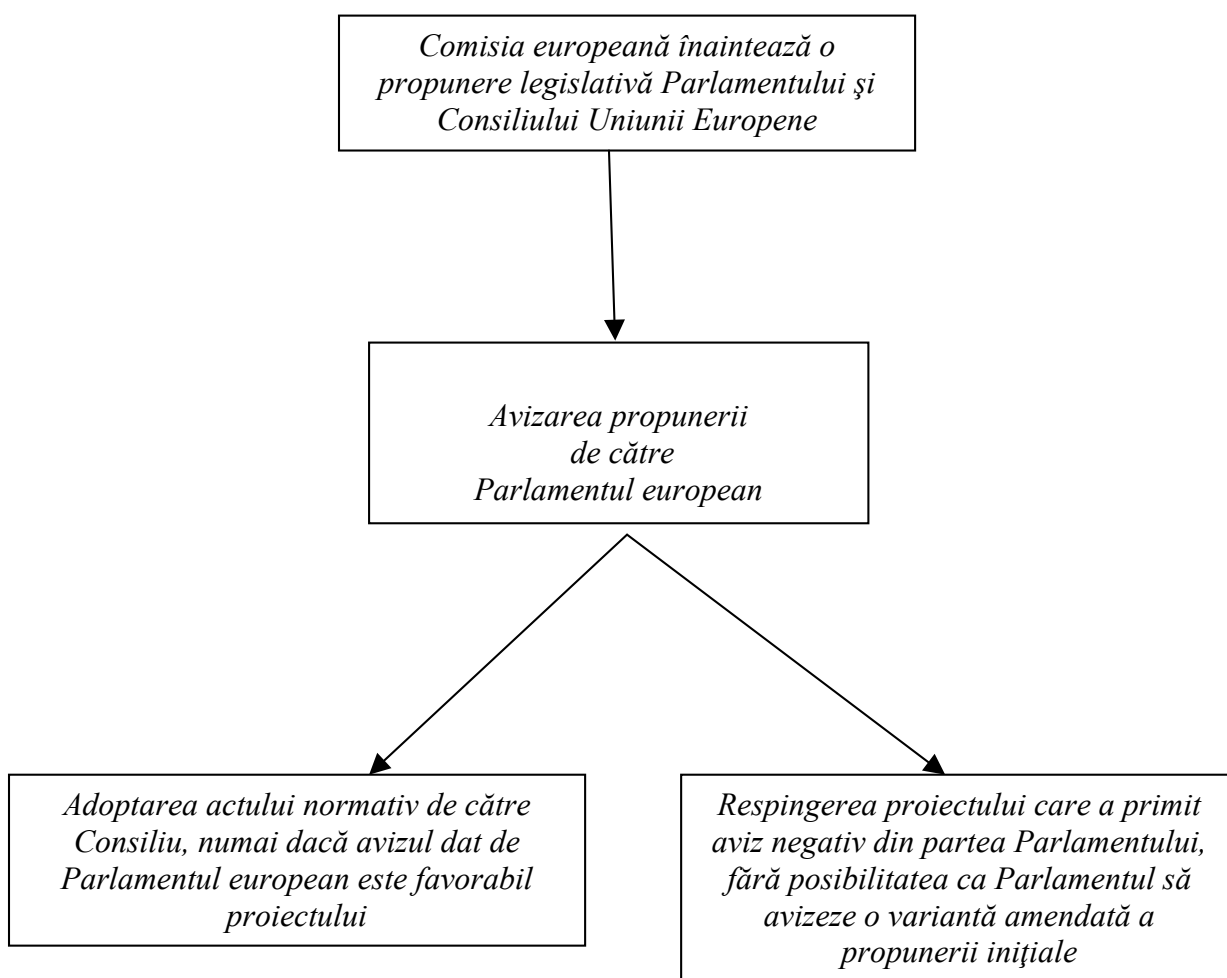 Comisia europeană înaintează o
propunere legislativă Parlamentului şi
Consiliului Uniunii Europene
Avizarea propunerii
de către
Parlamentul european
Adoptarea actului normativ de către
Consiliu, numai dacă avizul dat de
Parlamentul european este favorabil
proiectului
Respingerea proiectului care a primit
aviz negativ din partea Parlamentului,
fără posibilitatea ca Parlamentul să
avizeze o variantă amendată a
propunerii iniţiale